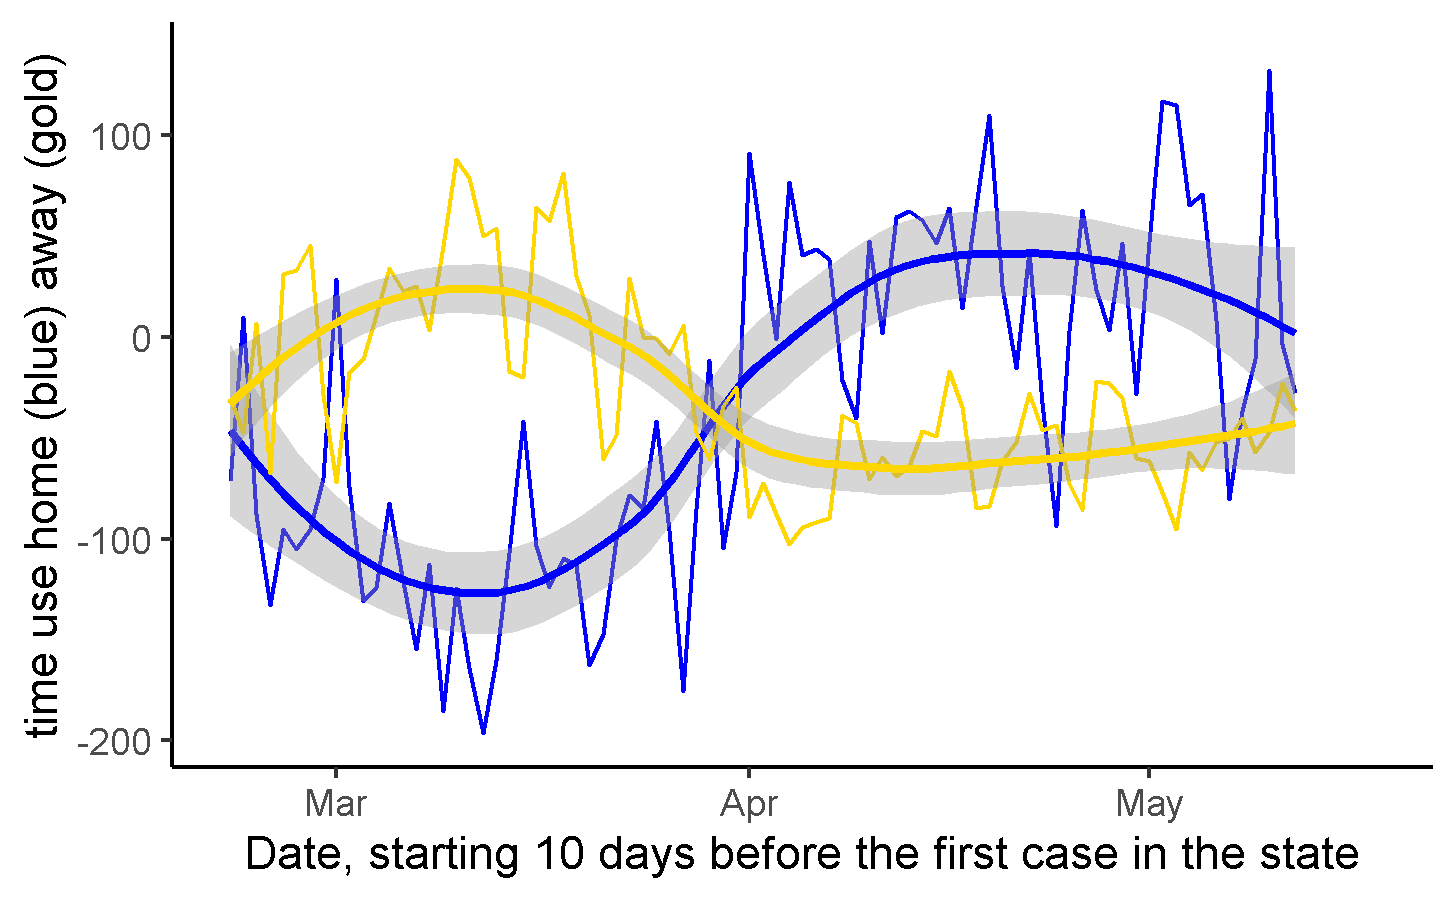 time use home (blue) away (gold)
100
0
-100
-200
Mar
Apr
May
Date, starting 10 days before the first case in the state